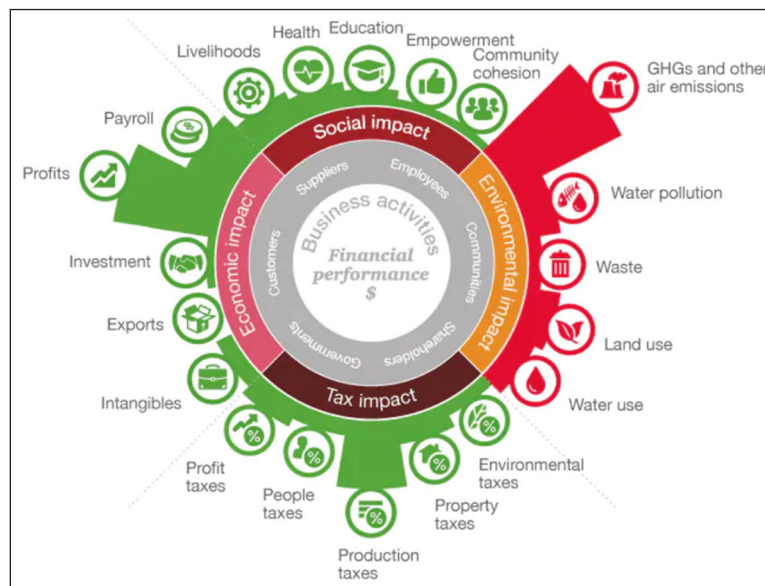 Health
Education
Livelihoods
Empowerment
Community
cohesion
GHGs and other
air emissions
Payroll
Profits
Social impact
Suppliers
Employees
Water pollution
Business activities
Environmental impact
Economic impact
Customers
Communities
Investment
Financial
performance
$
Waste
Exports
Governments
Shareholders
Land use
Intangibles
Tax impact
Water use
Profit
taxes
People
taxes
Environmental
taxes
Property
taxes
Production
taxes
%
%
%
%
%